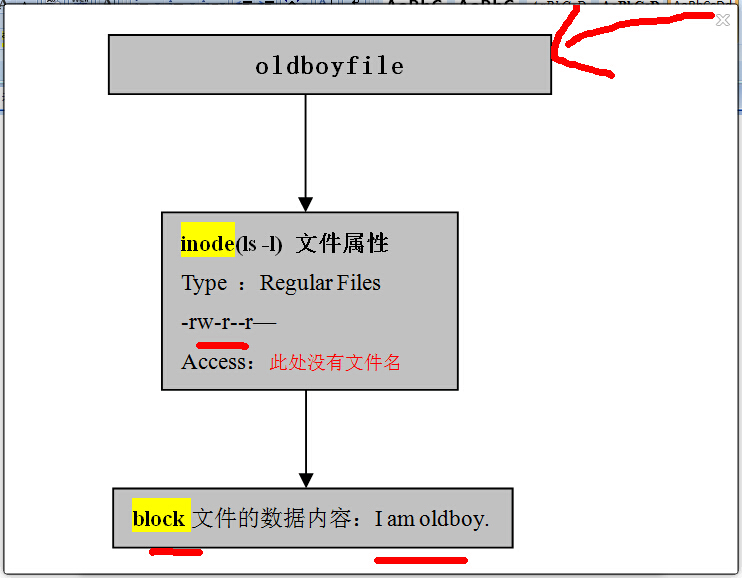 oldboyfile
inode(ls -l) 文件属性
Type ：Regular Files
-rw-r--r—
Access：此处没有文件名
block 文件的数据内容：I am oldboy.